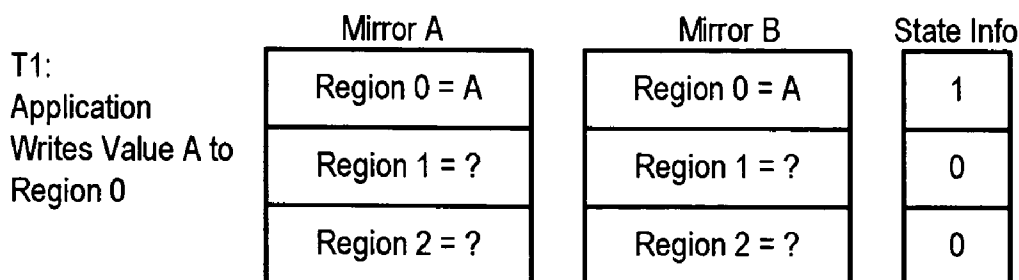 Mirror A Mirror B State Info
T1:
Application
Writes Value A to
Region 0
Region 0 = A Region 0 = A 1
Region 1 = ? Region 1 = ? 0
Region 2 = ? Region 2 = ? 0